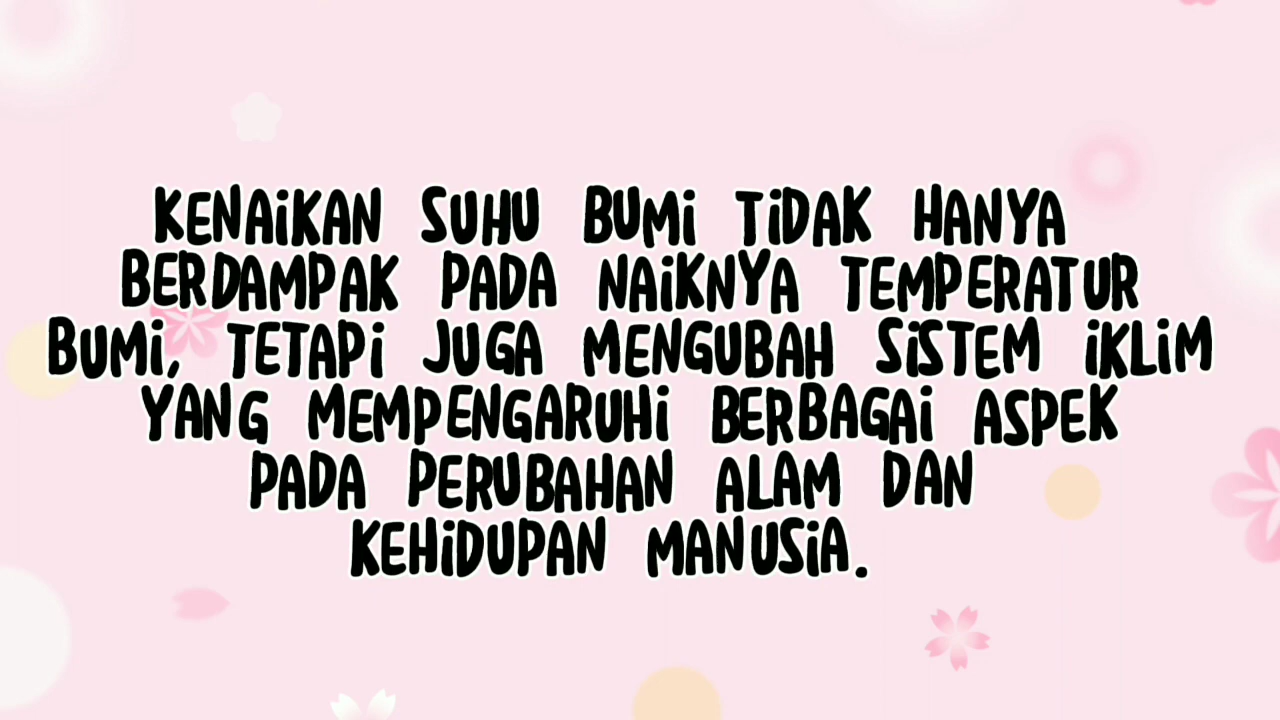 KENAiKAN SUHU BUMi TiDAK HANYA
BERDAMPAK PADA NAiKNYA TEMPERATUR
BUMi, TETAPi JUGA MENGUBAH SiSTEM iKLiM
YANG MEMPENGARUHi BERBAGAi ASPEK
PADA PERUBAHAN ALAM DAN
KEHiDUPAN MANUSiA.